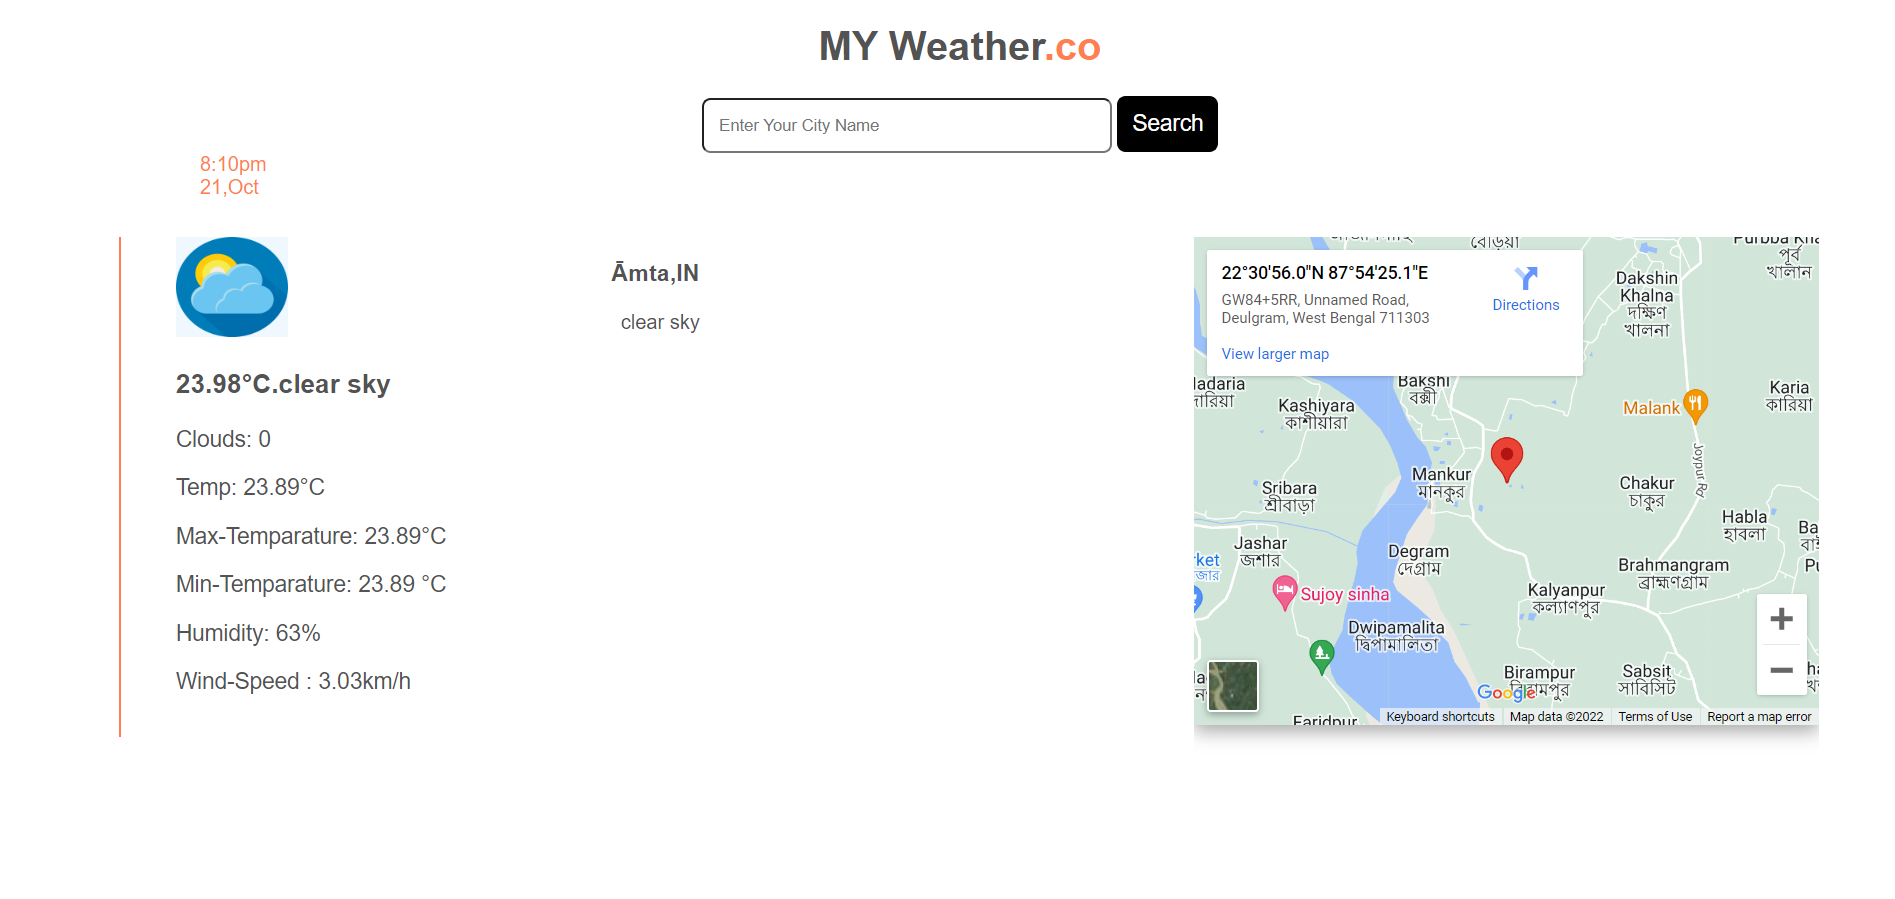 MY Weather.co
Enter Your City Name
Search
8:10pm
21,Oct
Āmta,IN
clear sky
23.98°C.clear sky
Clouds: 0
Temp: 23.89°C
Max-Temparature: 23.89°C
Min-Temparature: 23.89 °C
Humidity: 63%
Wind-Speed : 3.03km/h
22°30'56.0"N 87°54'25.1"E
GW84+5RR, Unnamed Road,
Deulgram, West Bengal 711303
Directions
View larger map
Dakshin
Khalna
দক্ষিণ
খালনা
পূর্ব
খালান
Bakshi
বক্সী
Kashiyara
কাশীয়ারা
Malank
Karia
কারিয়া
Joypur Rd
Mankur
মানকুর
Sribara
শ্রীবাড়া
Chakur
চাকুর
Habla
হাবলা
Jashar
জশার
Degram
দেগ্রাম
Brahmangram
ব্রাহ্মণগ্রাম
Kalyanpur
কল্যাণপুর
Sujoy sinha
Dwipamalita
দ্বিপামালিতা
Birampur
Sabsit
সাবিসিট
Google
Faridpur
Keyboard shortcuts
Map data ©2022
Terms of Use
Report a map error